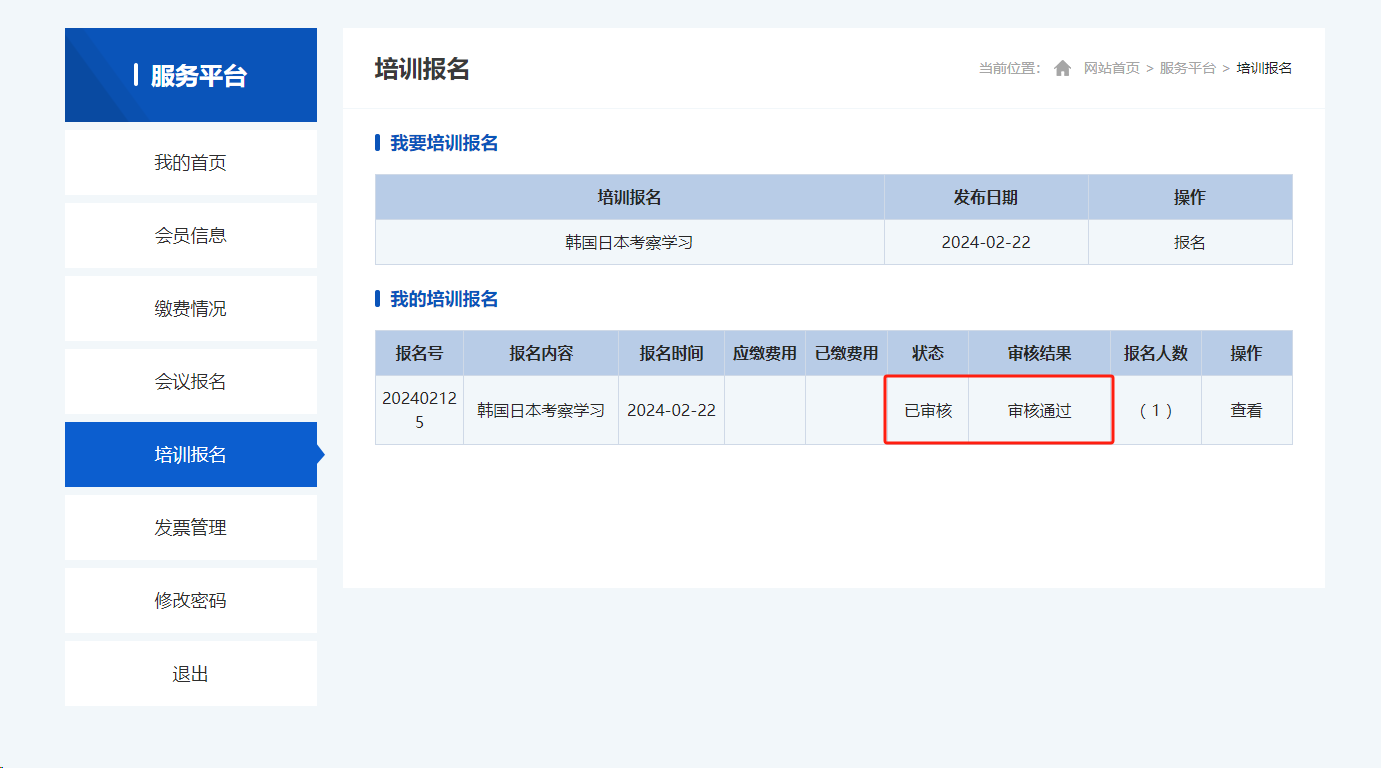 服务平台
我的首页
会员信息
缴费情况
会议报名
培训报名
发票管理
修改密码
退出
培训报名
当前位置： 网站首页 > 服务平台 > 培训报名
我要培训报名
培训报名 发布日期 操作
韩国日本考察学习 2024-02-22 报名
我的培训报名
报名号 报名内容 报名时间 应缴费用 已缴费用 状态 审核结果 报名人数 操作
20240212
5 韩国日本考察学习 2024-02-22 已审核 审核通过 （1） 查看